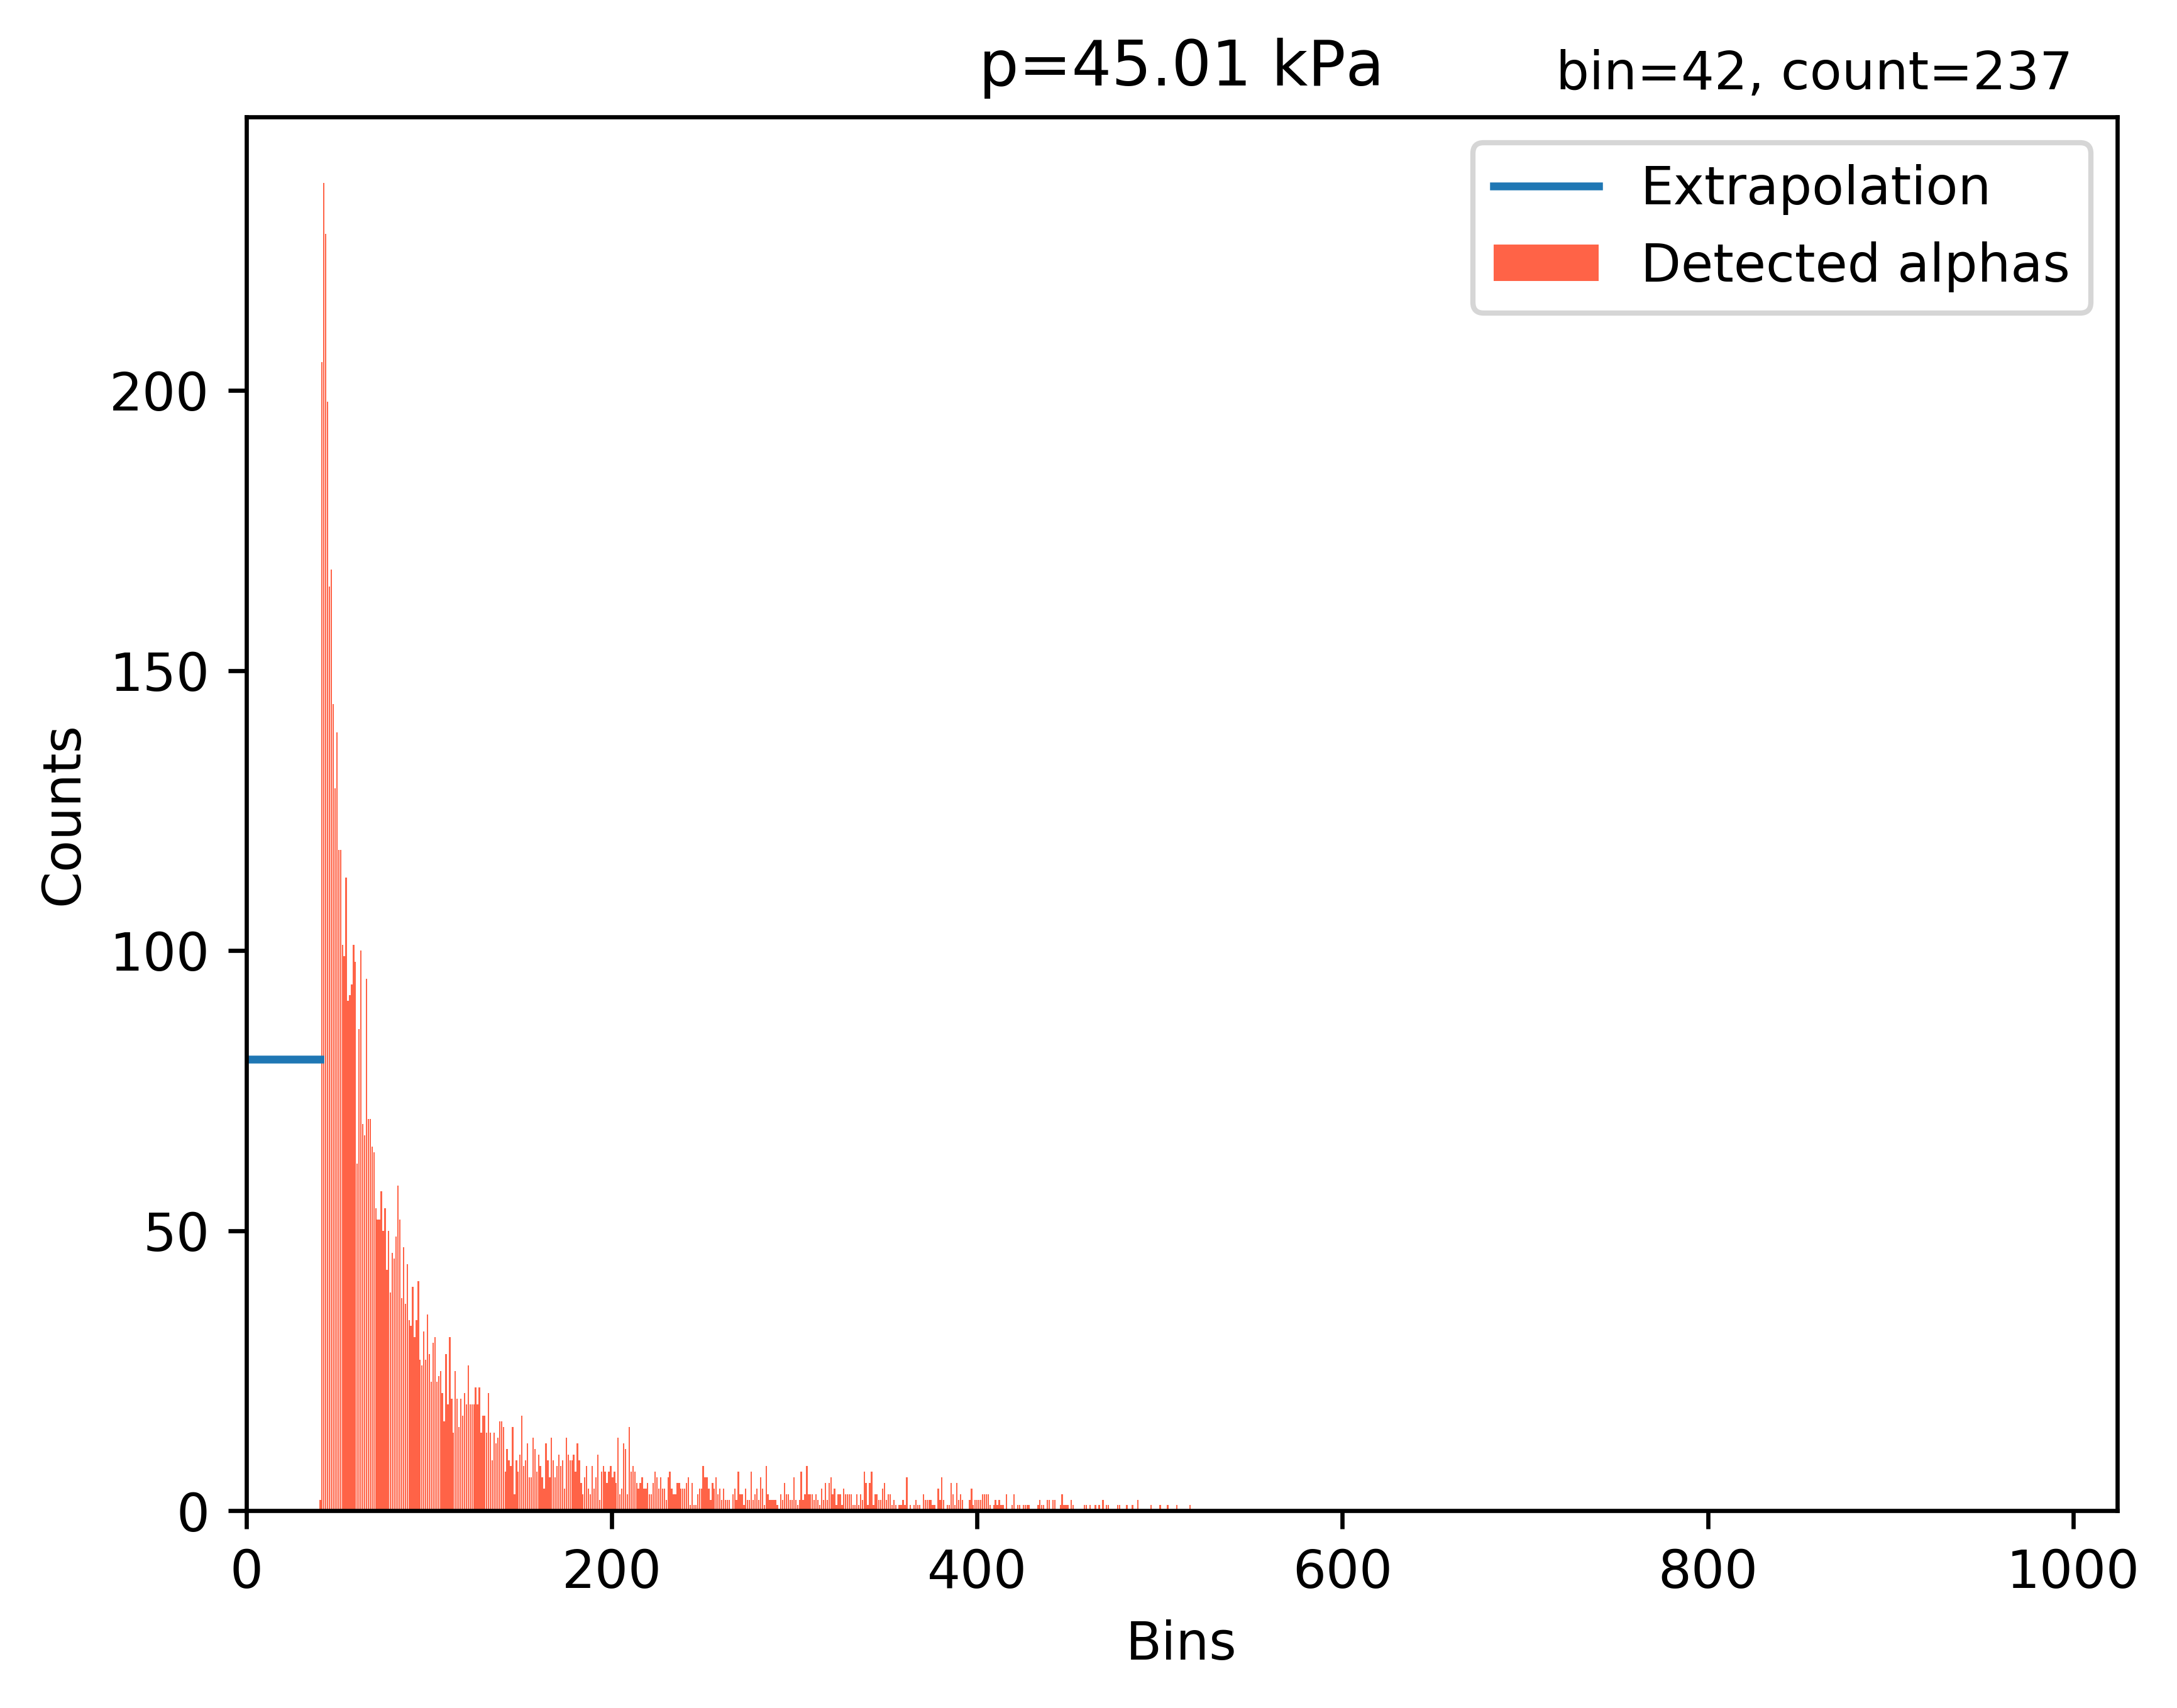 p=45.01 kPa
bin=42, count=237
Extrapolation
Detected alphas
Counts
200
150
100
50
0
0 200 400 600 800 1000
Bins